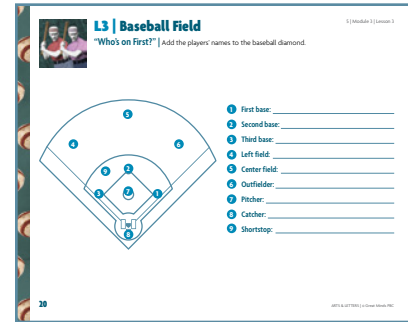 L3 | Baseball Field
5 | Module 3 | Lesson 3
"Who's on First?" | Add the players' names to the baseball diamond.
5
4
6
9
2
3
7
1
8
1 First base:
2 Second base:
3 Third base:
4 Left field:
5 Center field:
6 Outfielder:
7 Pitcher:
8 Catcher:
9 Shortstop:
20
ARTS & LETTERS | © Great Minds PBC